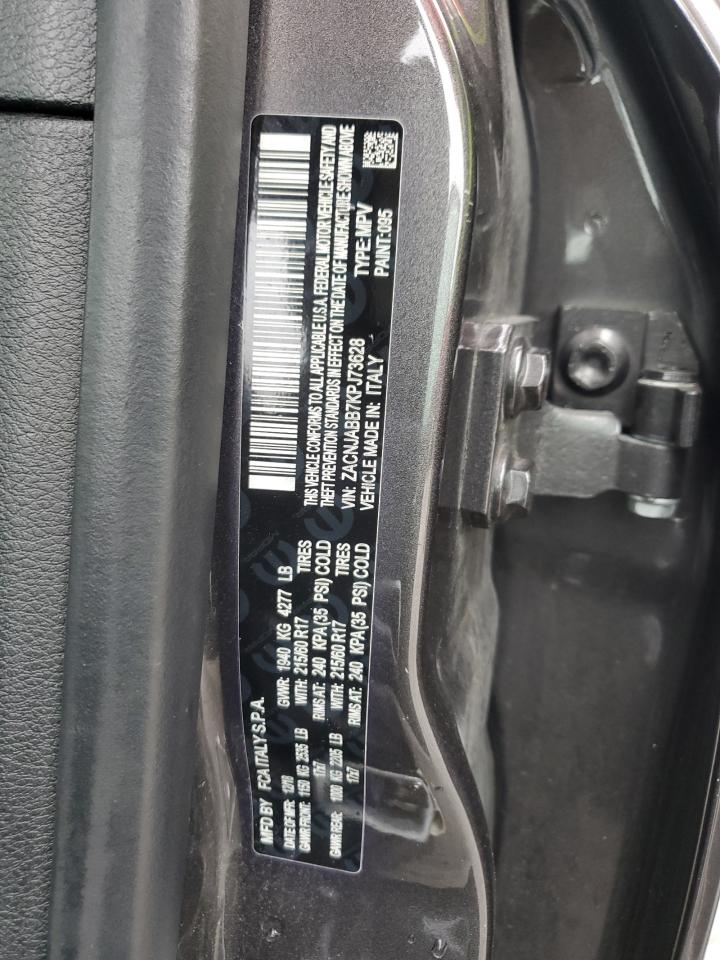 MFD BY FCA ITALY S.P.A.
DATE OF MFR: 12/18 GVWR: 1940 KG 4277 LB
GAWR FRONT: 1150 KG 2535 LB WITH: 215/60 R17 TIRES
17x7 RIMS AT: 240 KPA(35 PSI) COLD
GAWR REAR: 1000 KG 2205 LB WITH: 215/60 R17 TIRES
17x7 RIMS AT: 240 KPA(35 PSI) COLD
THIS VEHICLE CONFORMS TO ALL APPLICABLE U.S.A. FEDERAL MOTOR VEHICLE SAFETY AND
THEFT PREVENTION STANDARDS IN EFFECT ON THE DATE OF MANUFACTURE SHOWN ABOVE
VIN: ZACNJABB7KPJ73628 TYPE:MPV
VEHICLE MADE IN: ITALY PAINT:095